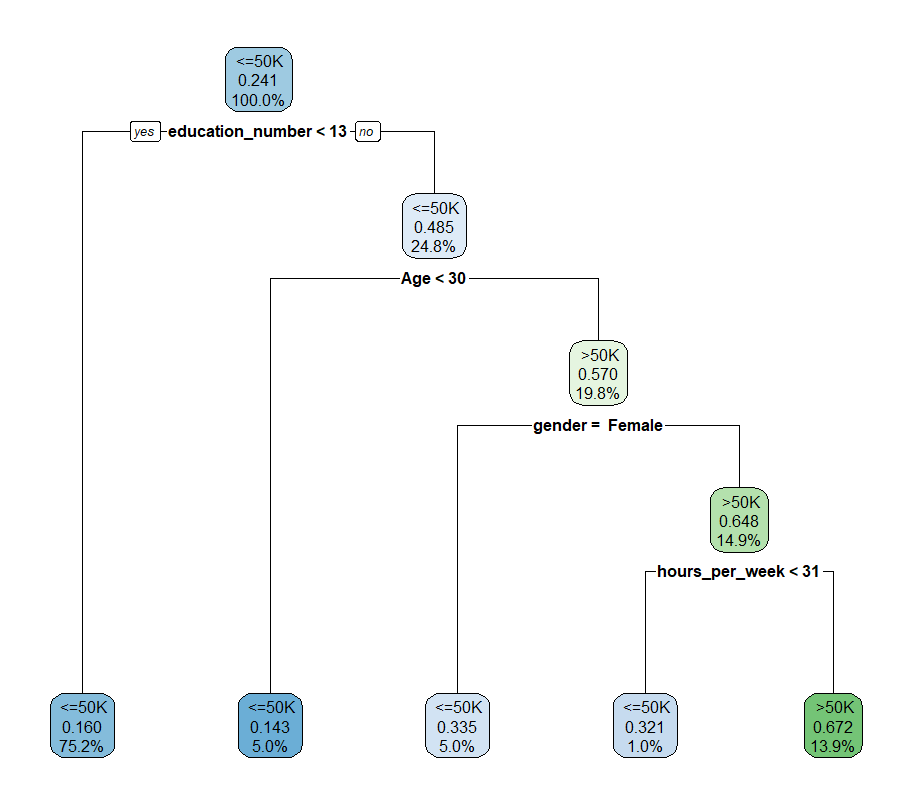 <=50K
0.241
100.0%
yes education_number < 13 no
<=50K
0.485
24.8%
Age < 30
>50K
0.570
19.8%
gender = Female
>50K
0.648
14.9%
hours_per_week < 31
<=50K
0.160
75.2%
<=50K
0.143
5.0%
<=50K
0.335
5.0%
<=50K
0.321
1.0%
>50K
0.672
13.9%